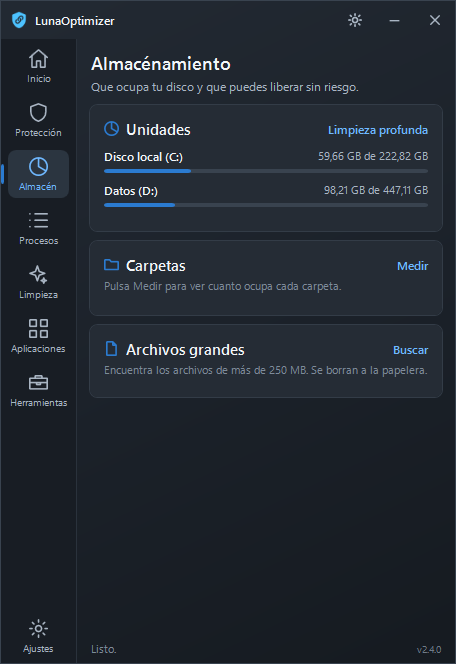 LunaOptimizer
Inicio
Protección
Almacén
Procesos
Limpieza
Aplicaciones
Herramientas
Ajustes
Almacénamiento
Que ocupa tu disco y que puedes liberar sin riesgo.
Unidades
Limpieza profunda
Disco local (C:)
59,66 GB de 222,82 GB
Datos (D:)
98,21 GB de 447,11 GB
Carpetas
Medir
Pulsa Medir para ver cuanto ocupa cada carpeta.
Archivos grandes
Buscar
Encuentra los archivos de más de 250 MB. Se borran a la papelera.
Listo.
v2.4.0